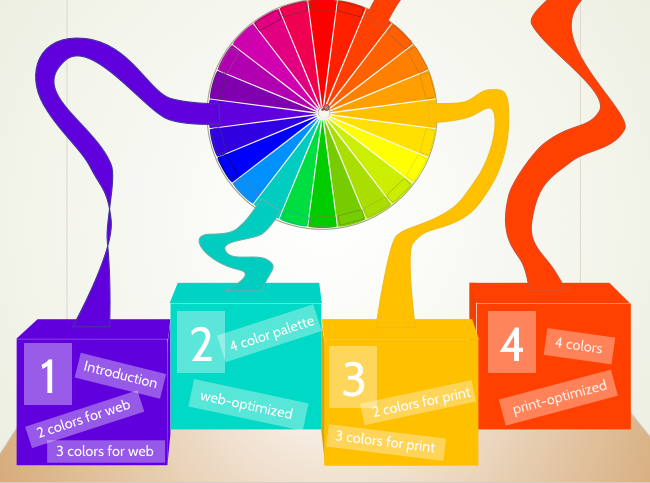 1
Introduction
2 colors for web
3 colors for web
2
4 color palette
web-optimized
3
2 colors for print
3 colors for print
4
4 colors
print-optimized